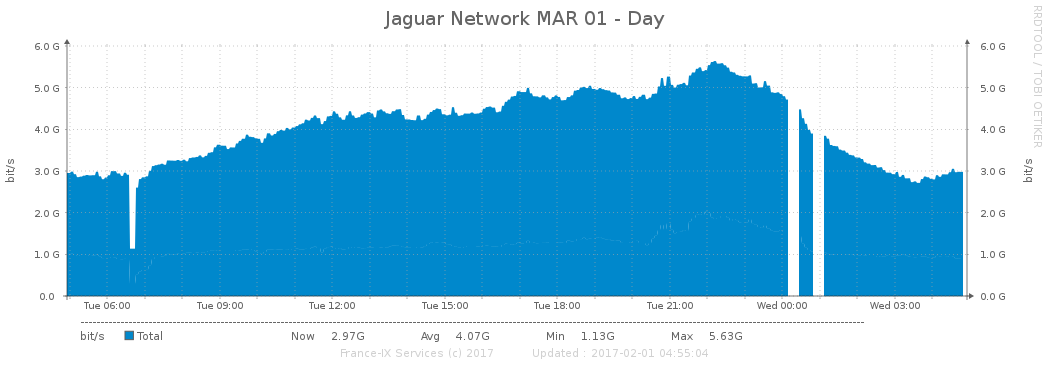 Jaguar Network MAR 01 - Day
RRDTOOL / TOBI OETIKER
6.0 G 6.0 G
5.0 G 5.0 G
4.0 G 4.0 G
3.0 G 3.0 G
2.0 G 2.0 G
1.0 G 1.0 G
0.0 0.0 G
bit/s bit/s
Tue 06:00 Tue 09:00 Tue 12:00 Tue 15:00 Tue 18:00 Tue 21:00 Wed 00:00 Wed 03:00
bit/s Total Now 2.97G Avg 4.07G Min 1.13G Max 5.63G
France-IX Services (c) 2017 Updated : 2017-02-01 04:55:04